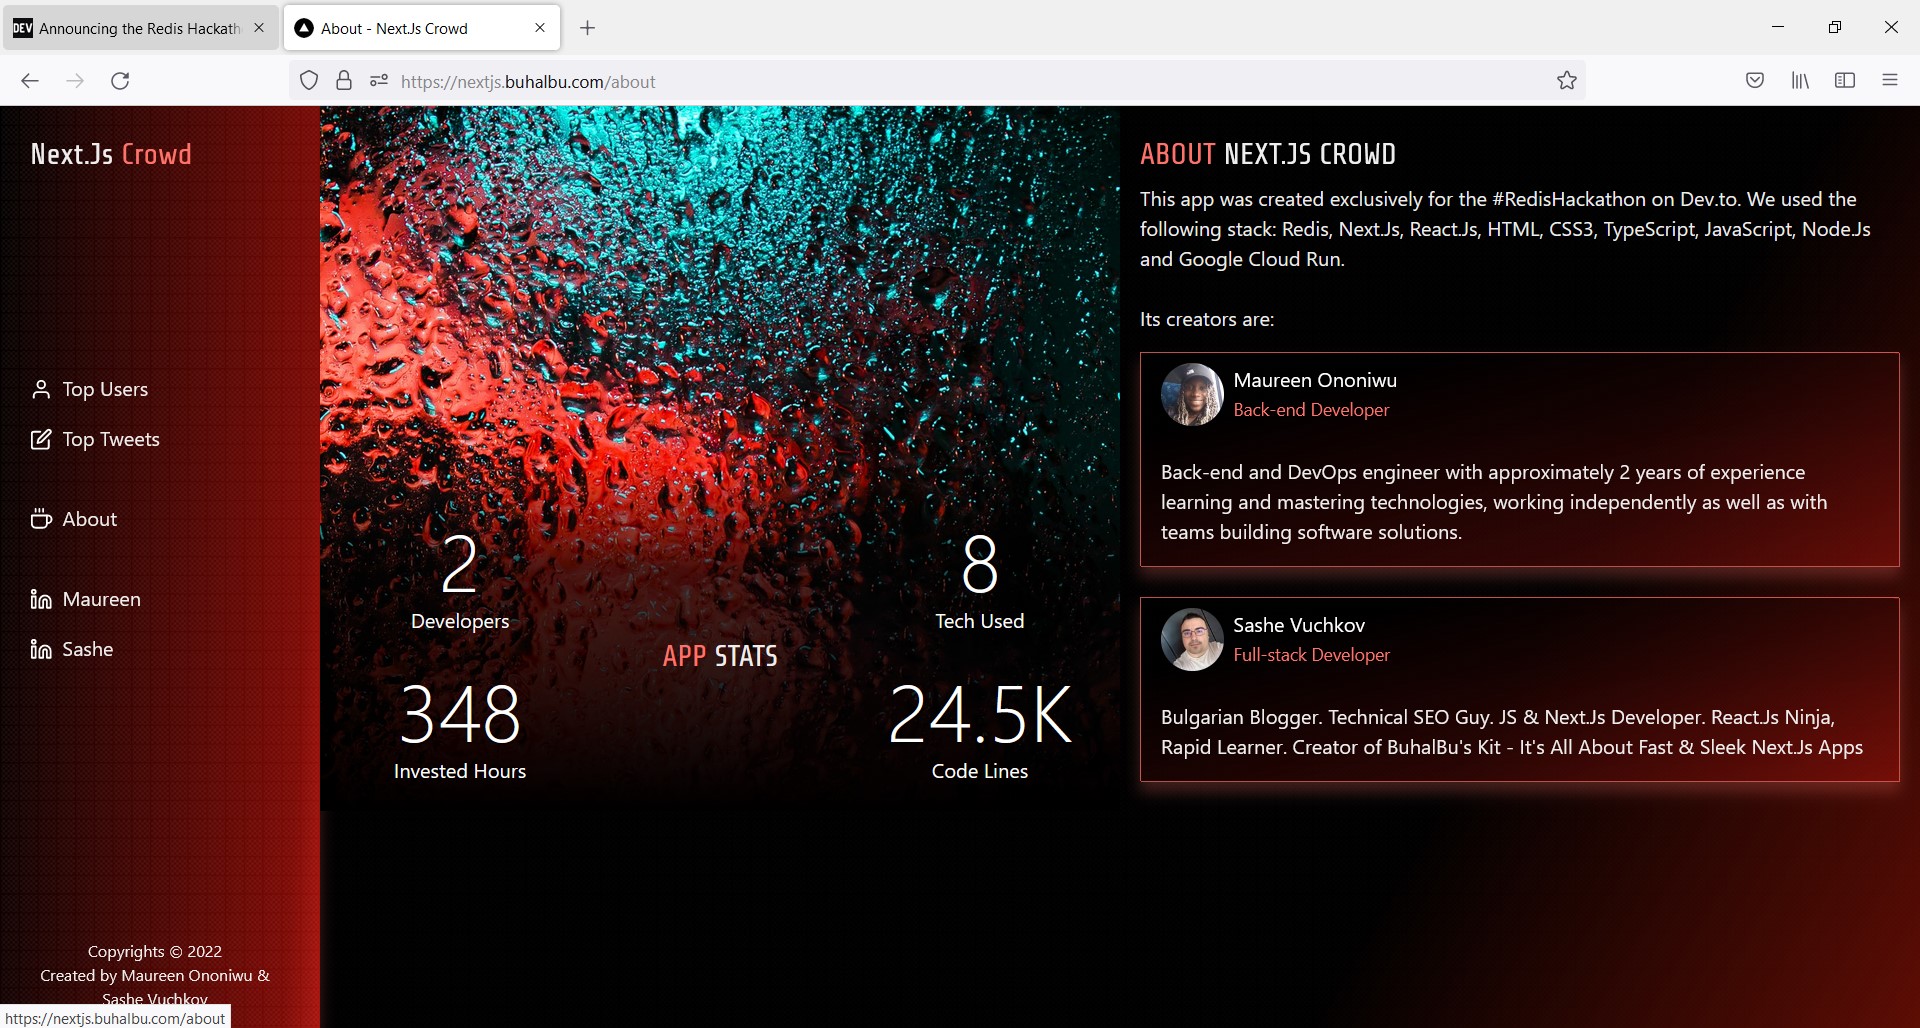 DEV Announcing the Redis Hackath
About - Next.Js Crowd
https://nextjs.buhalbu.com/about
Next.Js Crowd
Top Users
Top Tweets
About
Maureen
Sashe
Copyrights © 2022
Created by Maureen Ononiwu &
Sashe Vuchkov
https://nextjs.buhalbu.com/about
2
Developers
8
Tech Used
APP STATS
348
Invested Hours
24.5K
Code Lines
ABOUT NEXT.JS CROWD
This app was created exclusively for the #RedisHackathon on Dev.to. We used the
following stack: Redis, Next.Js, React.Js, HTML, CSS3, TypeScript, JavaScript, Node.Js
and Google Cloud Run.
Its creators are:
Maureen Ononiwu
Back-end Developer
Back-end and DevOps engineer with approximately 2 years of experience
learning and mastering technologies, working independently as well as with
teams building software solutions.
Sashe Vuchkov
Full-stack Developer
Bulgarian Blogger. Technical SEO Guy. JS & Next.Js Developer. React.Js Ninja,
Rapid Learner. Creator of BuhalBu's Kit - It's All About Fast & Sleek Next.Js Apps